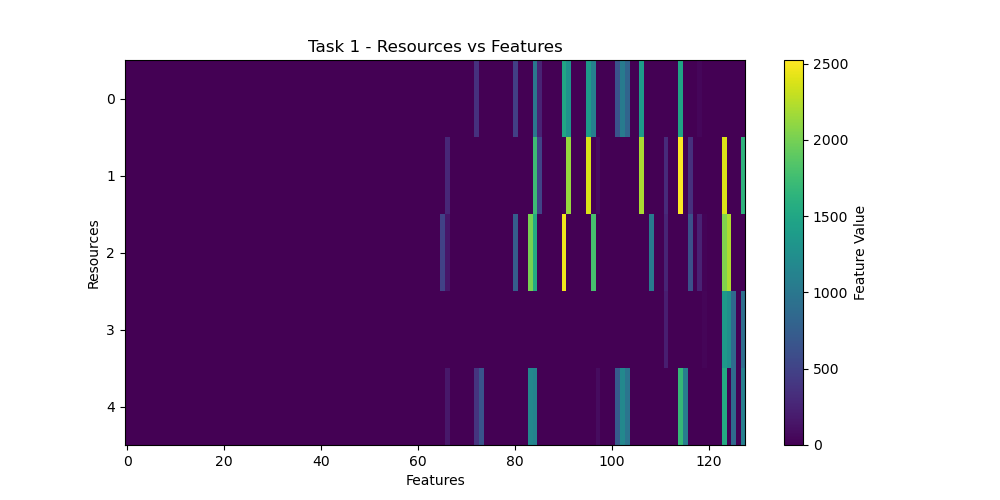 Task 1 - Resources vs Features
Resources
0
1
2
3
4
0 20 40 60 80 100 120
Features
2500
2000
1500
1000
500
0
Feature Value